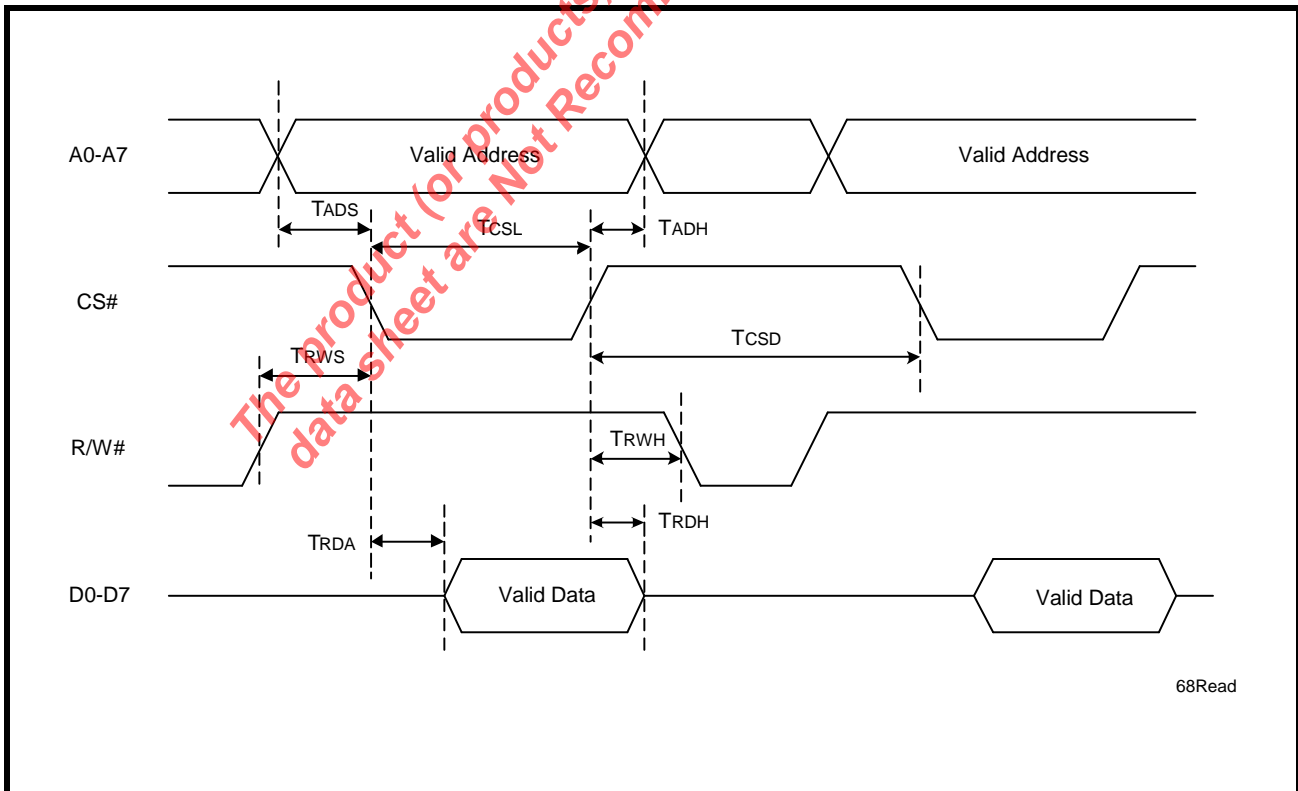 The product (or products)
data sheet are Not Recom
A0-A7
Valid Address
Valid Address
TADS
TCSL
TADH
CS#
TCSD
TRWS
R/W#
TRWH
TRDH
TRDA
D0-D7
Valid Data
Valid Data
68Read